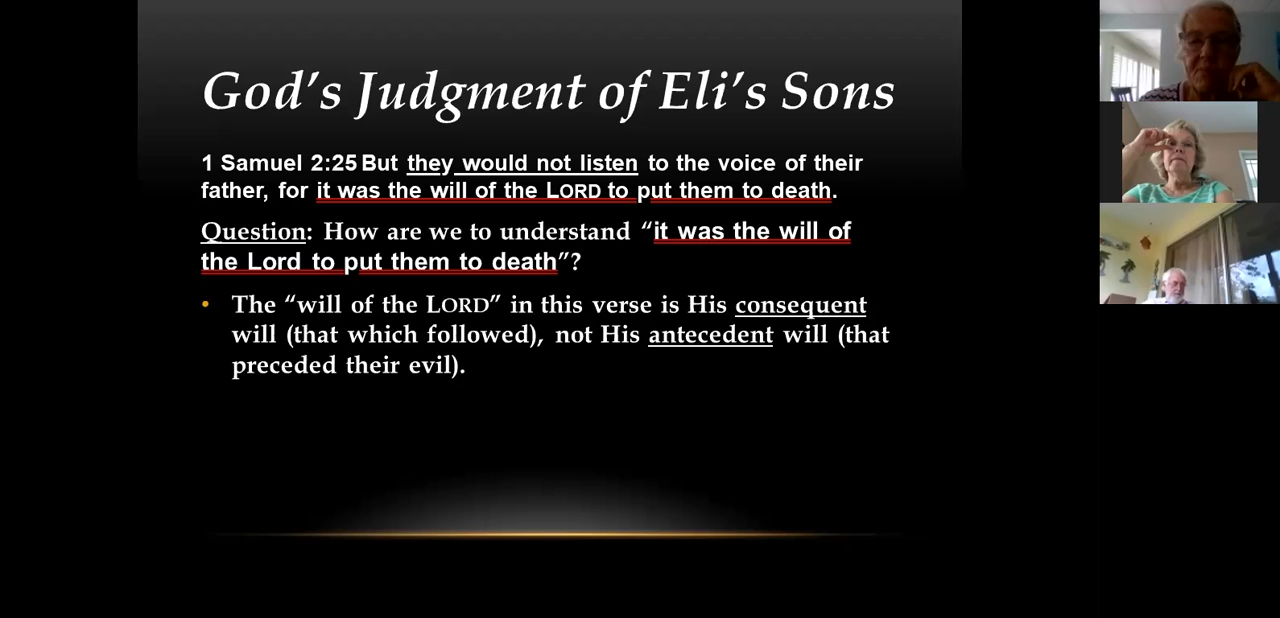 God's Judgment of Eli's Sons
1 Samuel 2:25 But they would not listen to the voice of their
father, for it was the will of the LORD to put them to death.
Question: How are we to understand “it was the will of
the Lord to put them to death”?
• The “will of the LORD” in this verse is His consequent
will (that which followed), not His antecedent will (that
preceded their evil).